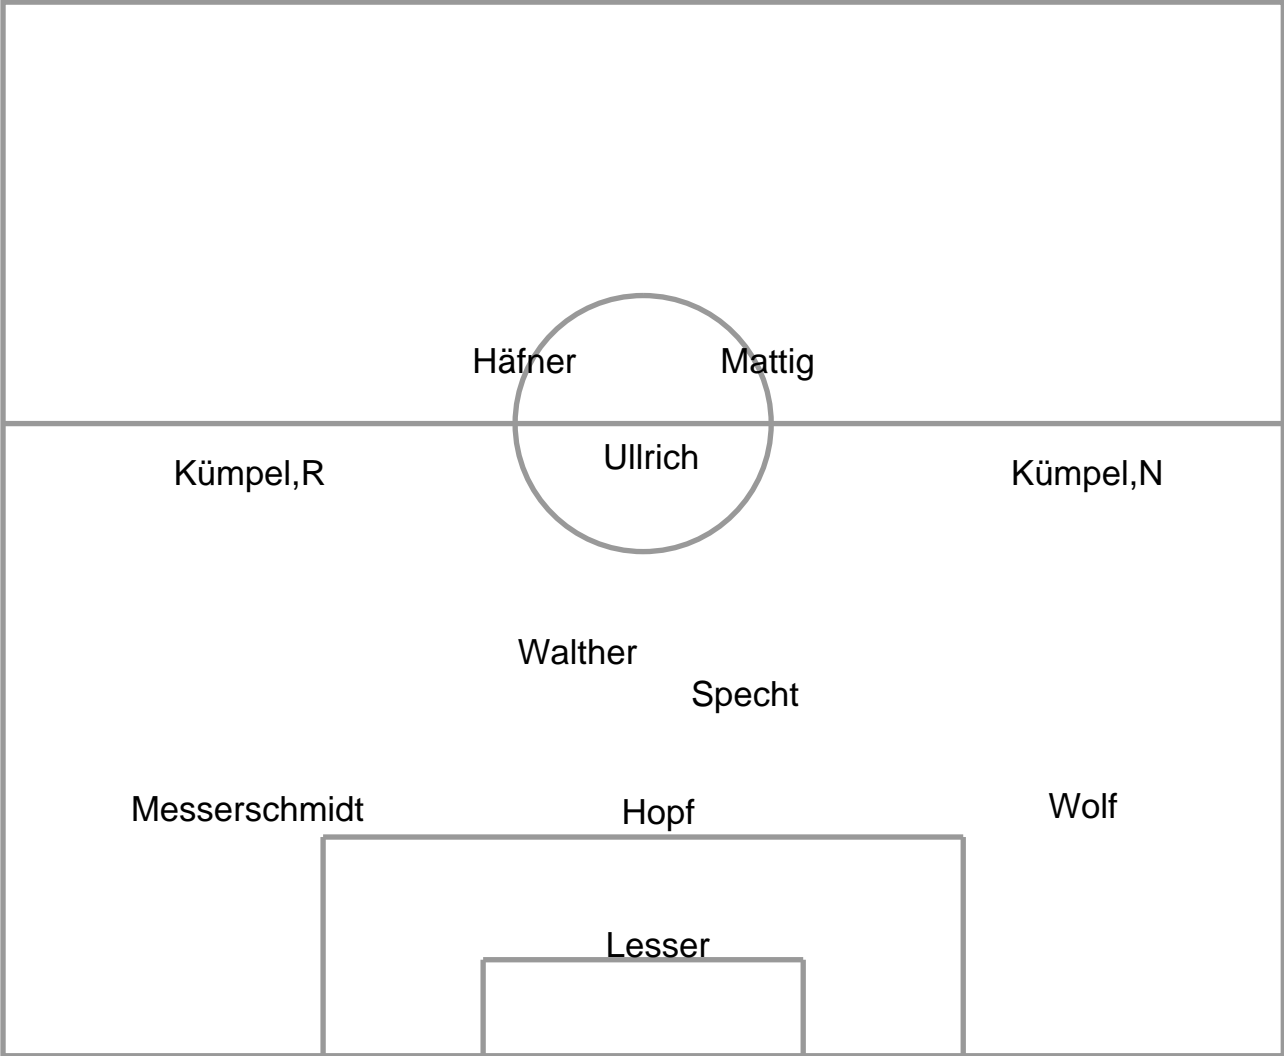 Häfner
Mattig
Ullrich
Kümpel,R
Kümpel,N
Walther
Specht
Messerschmidt
Hopf
Wolf
Lesser